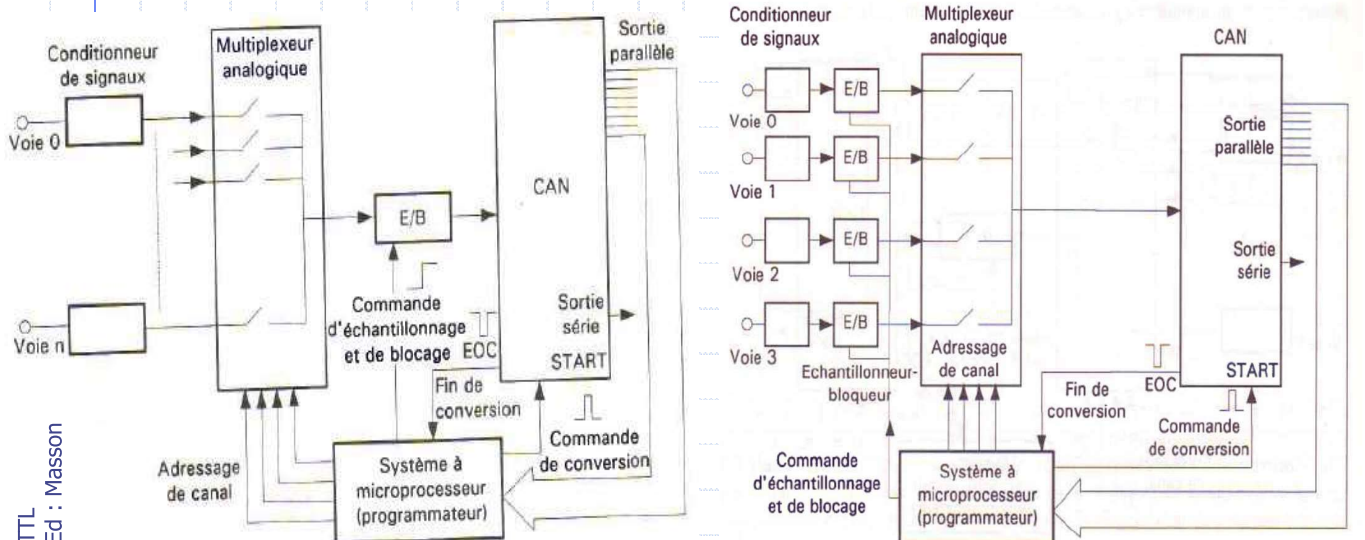 Conditionneur
de signaux
Multiplexeur
analogique
Sortie
parallèle
Voie 0
CAN
E/B
Commande
d'échantillonnage
et de blocage
Sortie
série
EOC
START
Voie n
Fin de
conversion
Commande
de conversion
Adressage
de canal
Système à
microprocesseur
(programmateur)
TTL
Ed : Masson
Conditionneur
de signaux
Multiplexeur
analogique
CAN
E/B
Voie 0
E/B
Voie 1
E/B
Voie 2
E/B
Voie 3
Sortie
parallèle
Sortie
série
Adressage
de canal
Echantillonneur-
bloqueur
Fin de
conversion
EOC
START
Commande
de conversion
Commande
d'échantillonnage
et de blocage
Système à
microprocesseur
(programmateur)